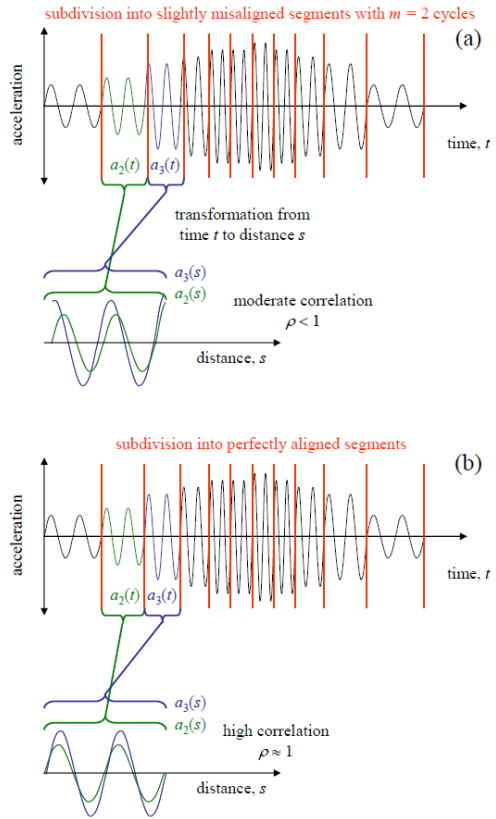 subdivision into slightly misaligned segments with m = 2 cycles
(a)
acceleration
time, t
a₂(t) a₃(t)
transformation from
time t to distance s
a₃(s)
a₂(s)
moderate correlation
ρ < 1
distance, s
subdivision into perfectly aligned segments
(b)
acceleration
time, t
a₂(t) a₃(t)
a₃(s)
a₂(s)
high correlation
ρ ≈ 1
distance, s